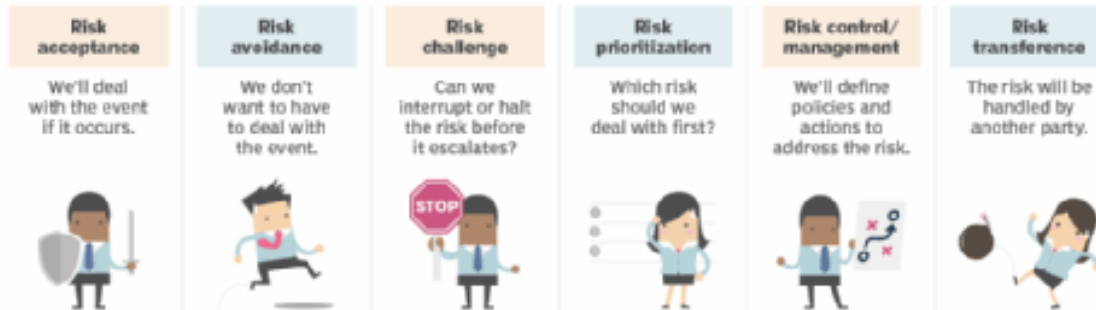 Risk
acceptance
We'll deal
with the event
if it occurs.
Risk
avoidance
We don't
want to have
to deal with
the event.
Risk
challenge
Can we
interrupt or halt
the risk before
it escalates?
STOP
Risk
prioritization
Which risk
should we
deal with first?
Risk control/
management
We'll define
policies and
actions to
address the risk.
Risk
transference
The risk will be
handled by
another party.